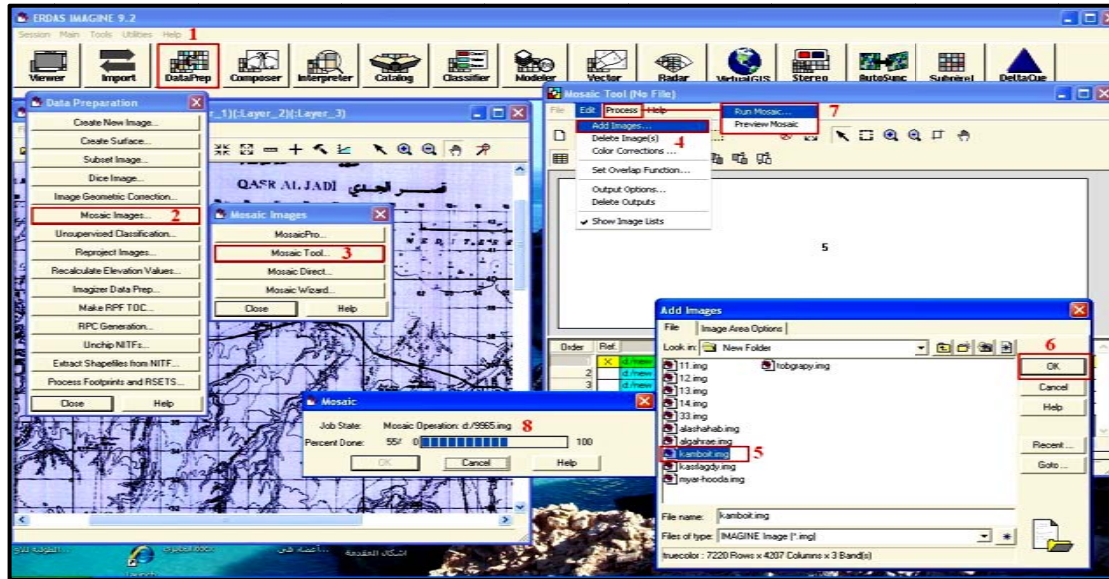 ERDAS IMAGINE 9.2
Session Main Tools Utilities Help 1
Viewer Import DataPrep Composer Interpreter Catalog Classifier Modeler Vector Radar VirtualGIS Stereo AutoSync Subpixel DeltaCue
Data Preparation
Create New Image...
Create Surface...
Subset Image...
Dice Image...
Image Geometric Correction...
Mosaic Images... 2
Unsupervised Classification...
Reproject Images...
Recalculate Elevation Values...
Imagizer Data Prep...
Make RPF TOC...
RPC Generation...
Unchip NITFs...
Extract Shapefiles from NITF...
Process Footprints and RSETS...
Close Help
_1)(:Layer_2)(:Layer_3)
QASR AL JADI قصر الجدي
Mosaic Images
MosaicPro...
Mosaic Tool... 3
Mosaic Direct...
Mosaic Wizard...
Close Help
Mosaic Tool (No File)
File Edit Process Help
Run Mosaic... 7
Preview Mosaic
Add Images...
Delete Image(s) 4
Color Corrections ...
Set Overlap Function...
Output Options...
Delete Outputs
Show Image Lists
5
Order Ref.
X d:/new
2 d:/new
3 d:/new
Add Images
File Image Area Options
Look in: New Folder
11.img tobgrapy.img
12.img
13.img
14.img
33.img
alashahab.img
algahrae.img
kamboit.img 5
kasrlagdy.img
myar-hooda.img
6
OK
Cancel
Help
Recent ...
Goto ...
File name: kamboit.img
Files of type: IMAGINE Image (*.img)
truecolor : 7220 Rows x 4207 Columns x 3 Band(s)
Mosaic
Job State: Mosaic Operation: d:/9965.img 8
Percent Done: 55% 0 100
OK Cancel Help
اشكال المقدمة